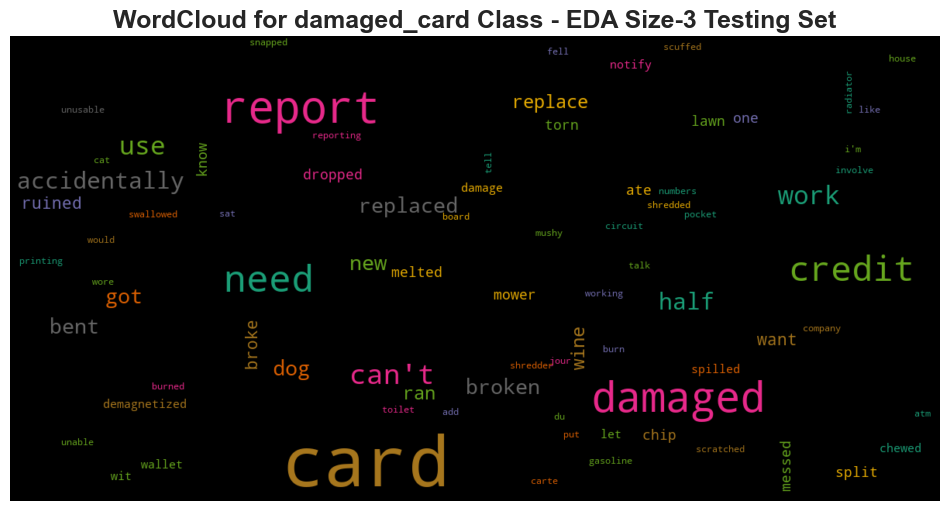 WordCloud for damaged_card Class - EDA Size-3 Testing Set
snapped
scuffed
fell
house
notify
radiator
unusable
report
replace
like
reporting
torn
lawn
one
use
know
cat
tell
i'm
accidentally
dropped
damage
ate
numbers
involve
work
ruined
replaced
shredded
swallowed
sat
board
pocket
circuit
would
mushy
printing
need
new
melted
talk
credit
wore
got
mower
working
half
bent
broke
wine
want
company
burn
dog
can't
shredder
jour
spilled
burned
ran
broken
damaged
demagnetized
toilet
add
du
atm
unable
card
put
let
chip
scratched
messed
chewed
wallet
wit
gasoline
split
carte